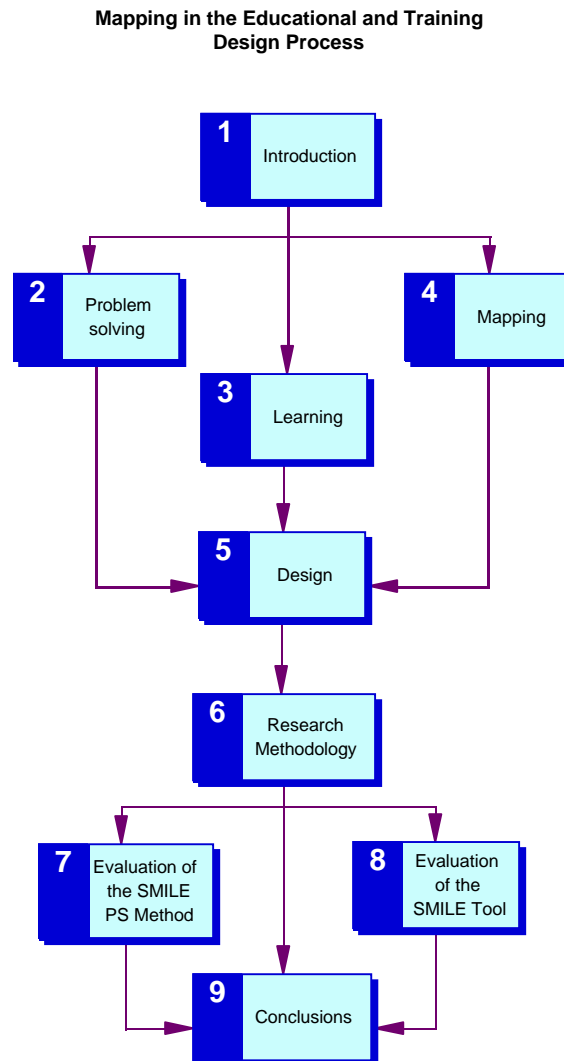 Mapping in the Educational and Training
Design Process
1
Introduction
2
Problem
solving
4
Mapping
3
Learning
5
Design
6
Research
Methodology
7
Evaluation of
the SMILE
PS Method
8
Evaluation
of the
SMILE Tool
9
Conclusions